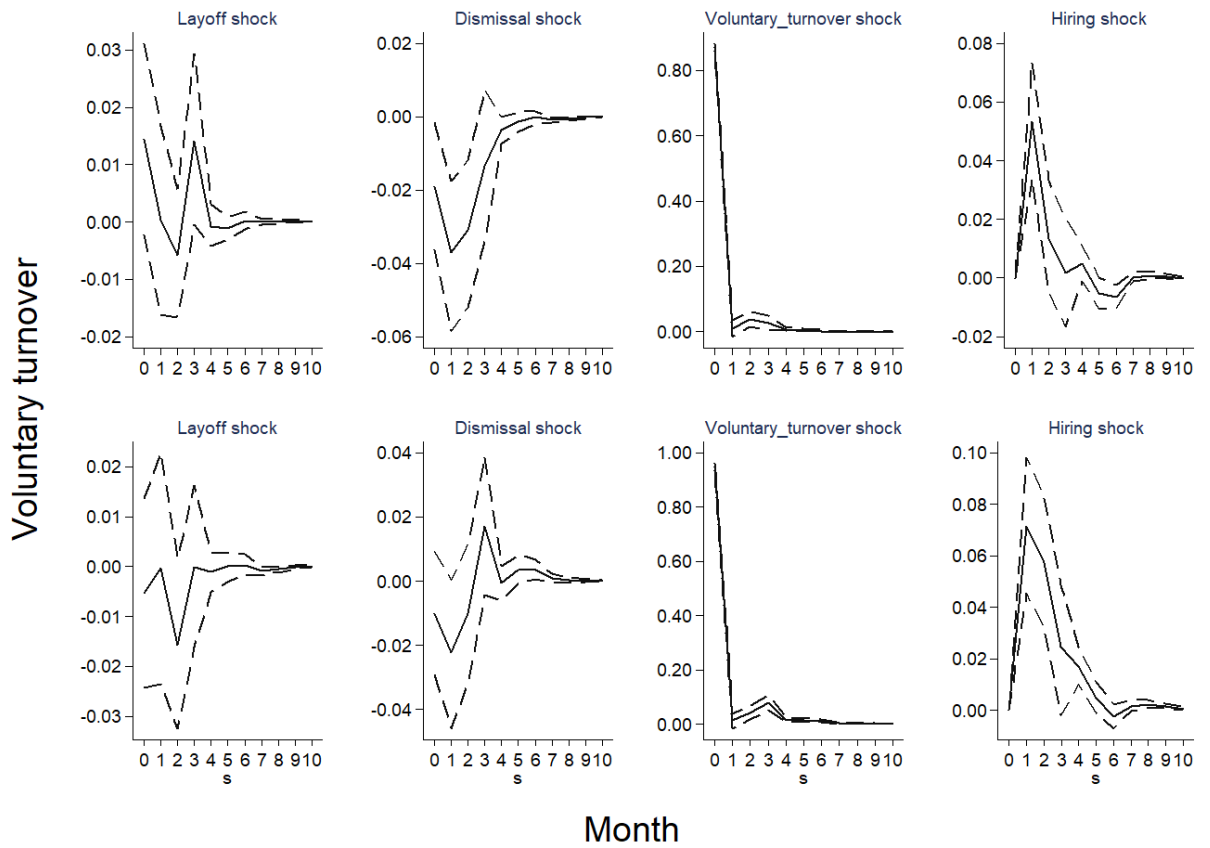 Layoff shock
Dismissal shock
Voluntary_turnover shock
Hiring shock
0.03
0.02
0.01
0.00
-0.01
-0.02
0 1 2 3 4 5 6 7 8 9 10
0.02
0.00
-0.02
-0.04
-0.06
0 1 2 3 4 5 6 7 8 9 10
0.80
0.60
0.40
0.20
0.00
0 1 2 3 4 5 6 7 8 9 10
0.08
0.06
0.04
0.02
0.00
-0.02
0 1 2 3 4 5 6 7 8 9 10
Voluntary turnover
Layoff shock
Dismissal shock
Voluntary_turnover shock
Hiring shock
0.02
0.01
0.00
-0.01
-0.02
-0.03
0 1 2 3 4 5 6 7 8 9 10
s
0.04
0.02
0.00
-0.02
-0.04
0 1 2 3 4 5 6 7 8 9 10
s
1.00
0.80
0.60
0.40
0.20
0.00
0 1 2 3 4 5 6 7 8 9 10
s
0.10
0.08
0.06
0.04
0.02
0.00
0 1 2 3 4 5 6 7 8 9 10
s
Month